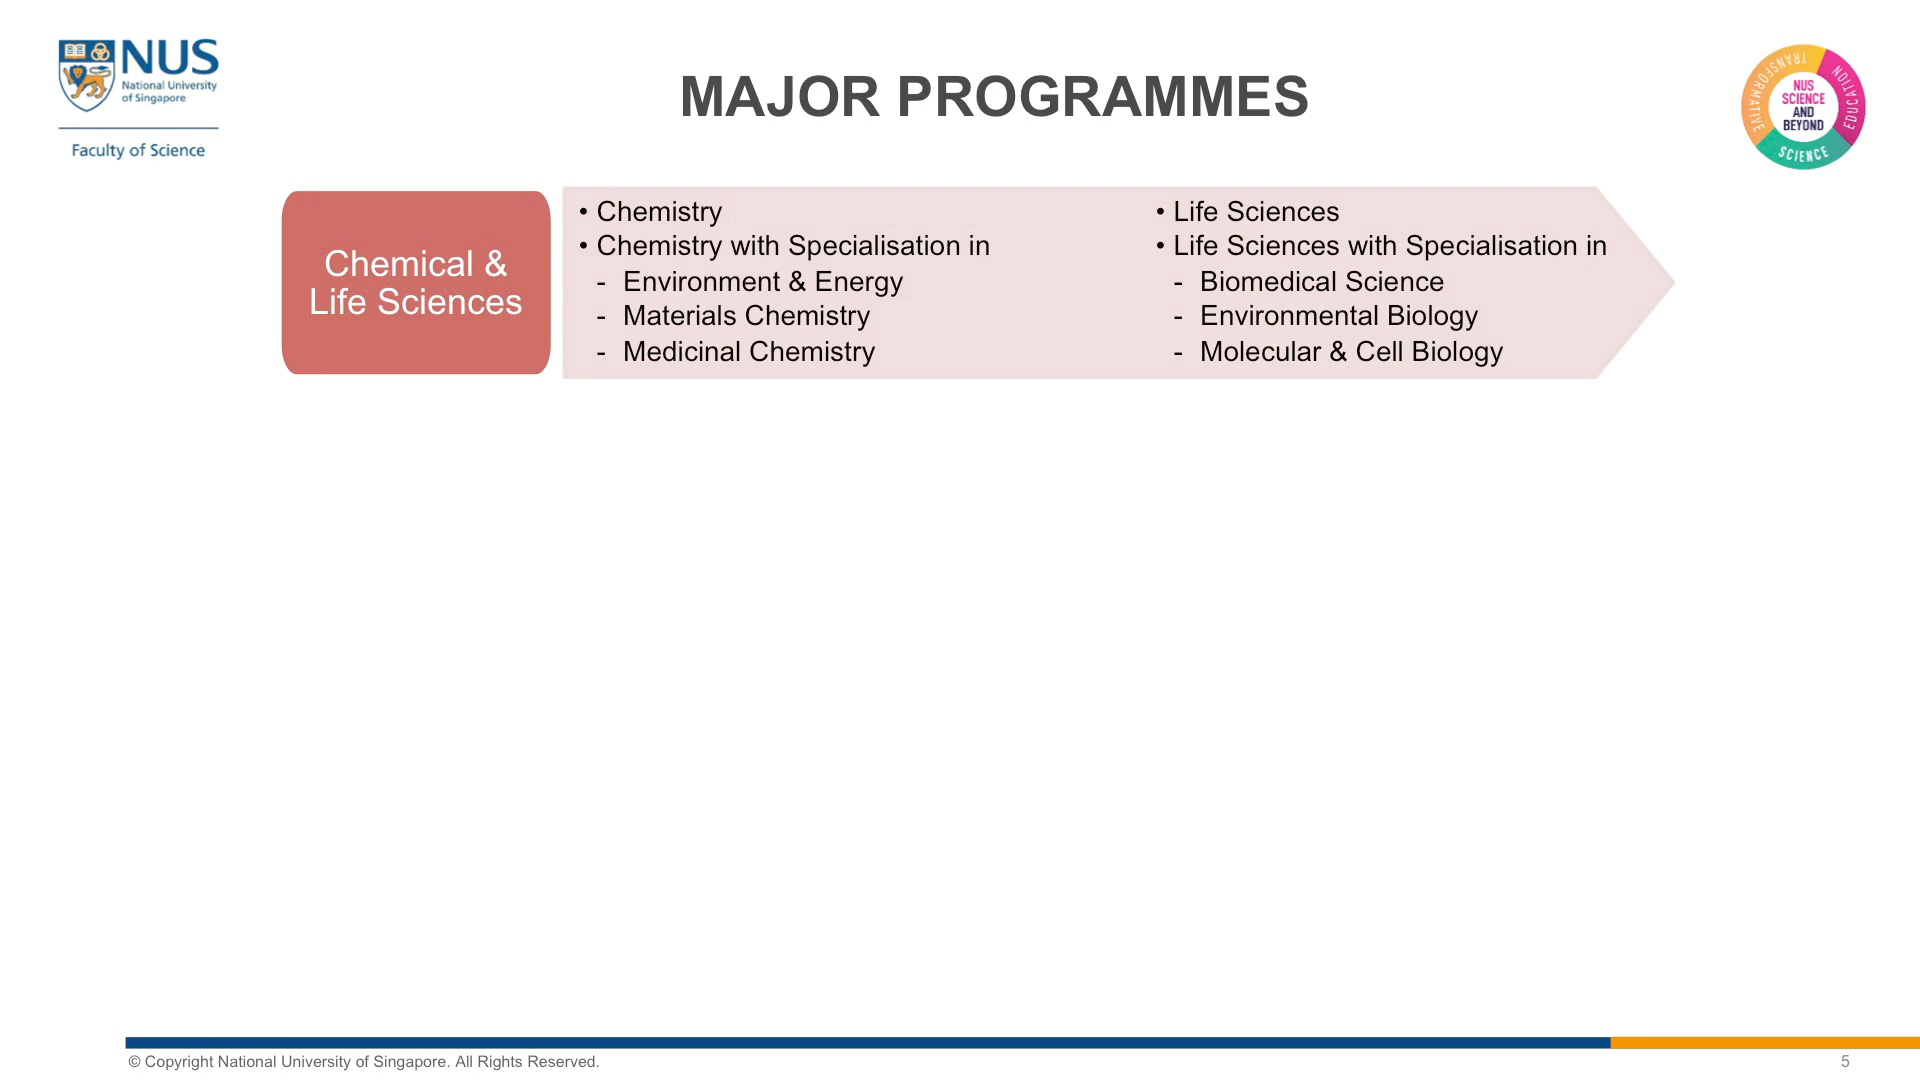 NUS
National University
of Singapore
Faculty of Science
MAJOR PROGRAMMES
TRANSFORMATIVE
EDUCATION
SCIENCE
NUS
SCIENCE
AND
BEYOND
Chemical &
Life Sciences
• Chemistry
• Chemistry with Specialisation in
- Environment & Energy
- Materials Chemistry
- Medicinal Chemistry
• Life Sciences
• Life Sciences with Specialisation in
- Biomedical Science
- Environmental Biology
- Molecular & Cell Biology
© Copyright National University of Singapore. All Rights Reserved.
5